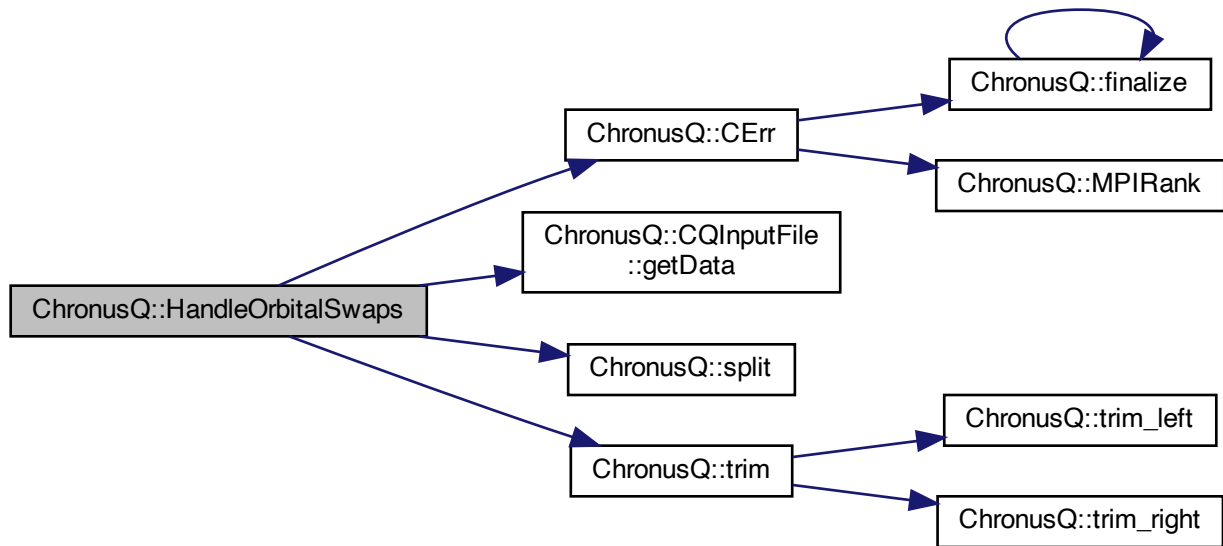 ChronusQ::HandleOrbitalSwaps
ChronusQ::CErr
ChronusQ::finalize
ChronusQ::MPIRank
ChronusQ::CQInputFile
::getData
ChronusQ::split
ChronusQ::trim
ChronusQ::trim_left
ChronusQ::trim_right